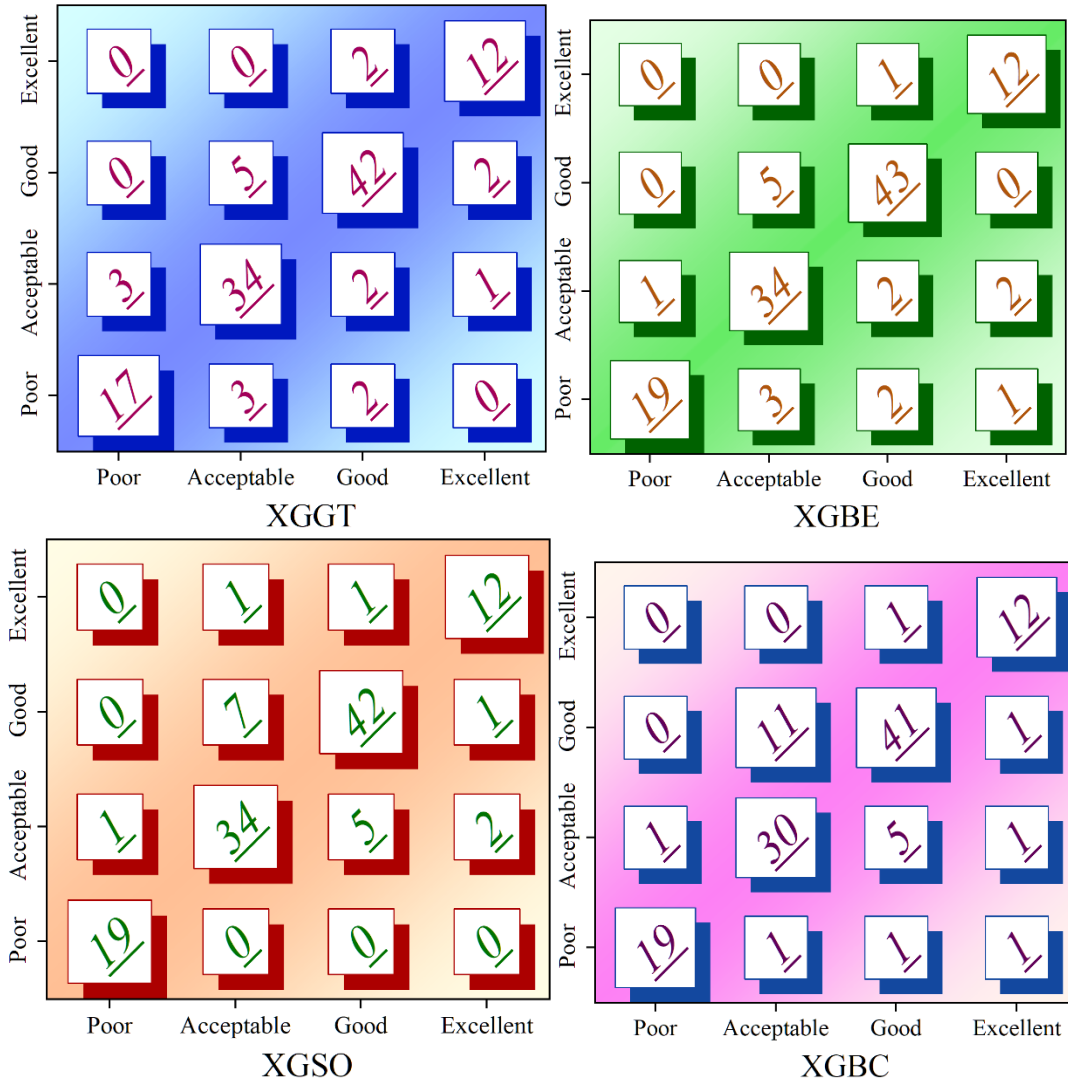 Excellent 0 0 2 12
Good 0 5 42 2
Acceptable 3 34 2 1
Poor 17 3 2 0
Poor Acceptable Good Excellent
XGGT
Excellent 0 0 1 12
Good 0 5 43 0
Acceptable 1 34 2 2
Poor 19 3 2 1
Poor Acceptable Good Excellent
XGBE
Excellent 0 1 1 12
Good 0 7 42 1
Acceptable 1 34 5 2
Poor 19 0 0 0
Poor Acceptable Good Excellent
XGSO
Excellent 0 0 1 12
Good 0 11 41 1
Acceptable 1 30 5 1
Poor 19 1 1 1
Poor Acceptable Good Excellent
XGBC